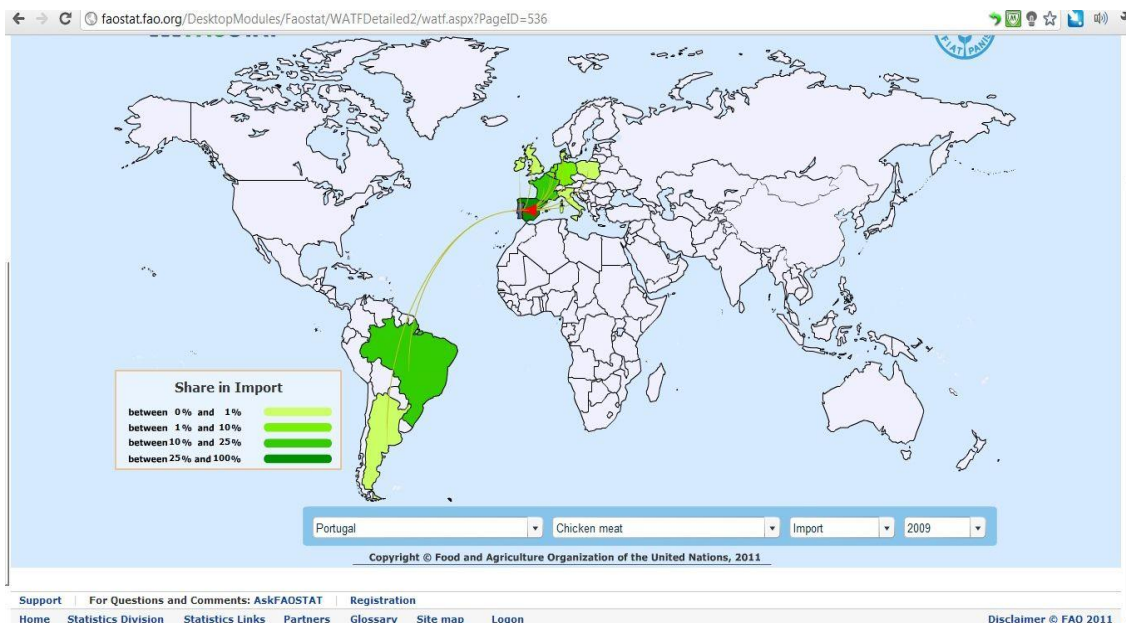 faostat.fao.org/DesktopModules/Faostat/WATFDetailed2/watf.aspx?PageID=536
FIAT PANIS
Share in Import
between 0% and 1%
between 1% and 10%
between 10% and 25%
between 25% and 100%
Portugal Chicken meat Import 2009
Copyright © Food and Agriculture Organization of the United Nations, 2011
Support For Questions and Comments: AskFAOSTAT Registration
Home Statistics Division Statistics Links Partners Glossary Site map Logon Disclaimer © FAO 2011